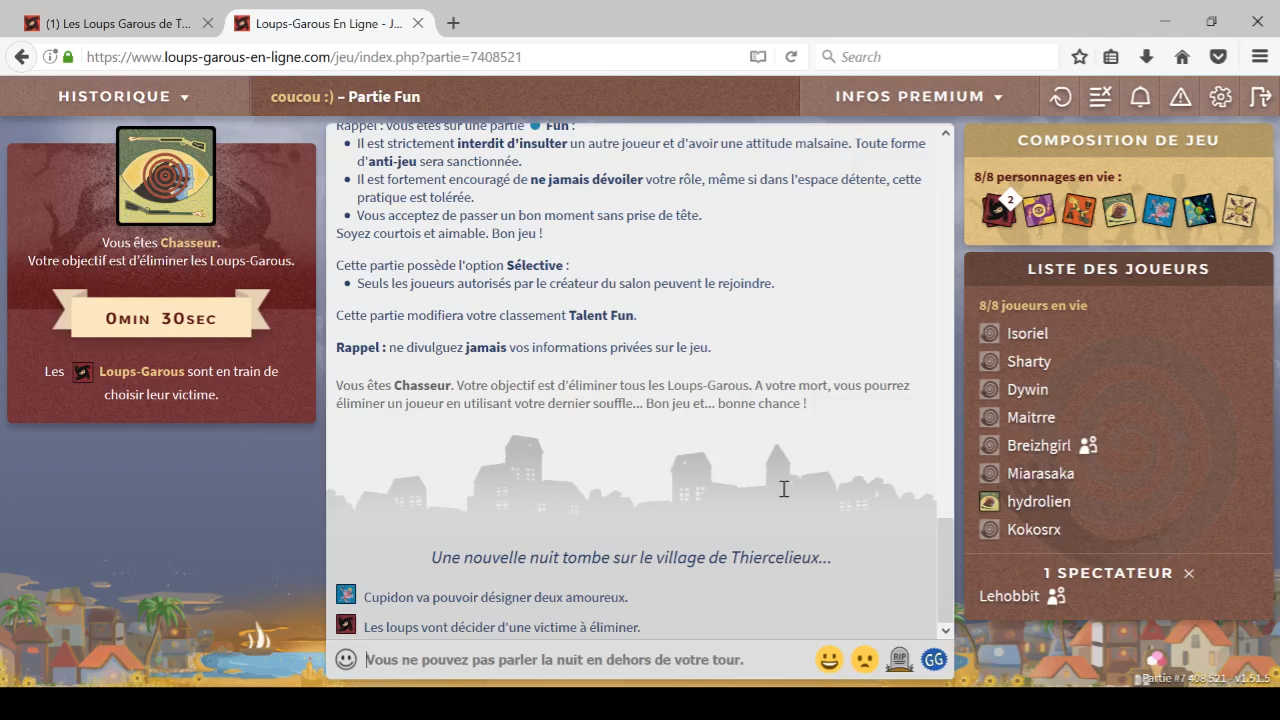 (1) Les Loups Garous de T...
Loups-Garous En Ligne - J...
https://www.loups-garous-en-ligne.com/jeu/index.php?partie=7408521
Search
HISTORIQUE
coucou :) – Partie Fun
INFOS PREMIUM
Vous êtes Chasseur.
Votre objectif est d'éliminer les Loups-Garous.
0MIN 30SEC
Les Loups-Garous sont en train de
choisir leur victime.
Rappel : vous êtes sur une partie Fun :
Il est strictement interdit d'insulter un autre joueur et d'avoir une attitude malsaine. Toute forme
d'anti-jeu sera sanctionnée.
Il est fortement encouragé de ne jamais dévoiler votre rôle, même si dans l'espace détente, cette
pratique est tolérée.
Vous acceptez de passer un bon moment sans prise de tête.
Soyez courtois et aimable. Bon jeu !
Cette partie possède l'option Sélective :
Seuls les joueurs autorisés par le créateur du salon peuvent le rejoindre.
Cette partie modifiera votre classement Talent Fun.
Rappel : ne divulguez jamais vos informations privées sur le jeu.
Vous êtes Chasseur. Votre objectif est d'éliminer tous les Loups-Garous. A votre mort, vous pourrez
éliminer un joueur en utilisant votre dernier souffle... Bon jeu et... bonne chance !
Une nouvelle nuit tombe sur le village de Thiercelieux...
Cupidon va pouvoir désigner deux amoureux.
Les loups vont décider d'une victime à éliminer.
Vous ne pouvez pas parler la nuit en dehors de votre tour.
RIP
GG
COMPOSITION DE JEU
8/8 personnages en vie :
2
LISTE DES JOUEURS
8/8 joueurs en vie
Isoriel
Sharty
Dywin
Maitrre
Breizhgirl
Miarasaka
hydrolien
Kokosrx
1 SPECTATEUR
Lehobbit
Partie #7 408 521 - v1.51.5